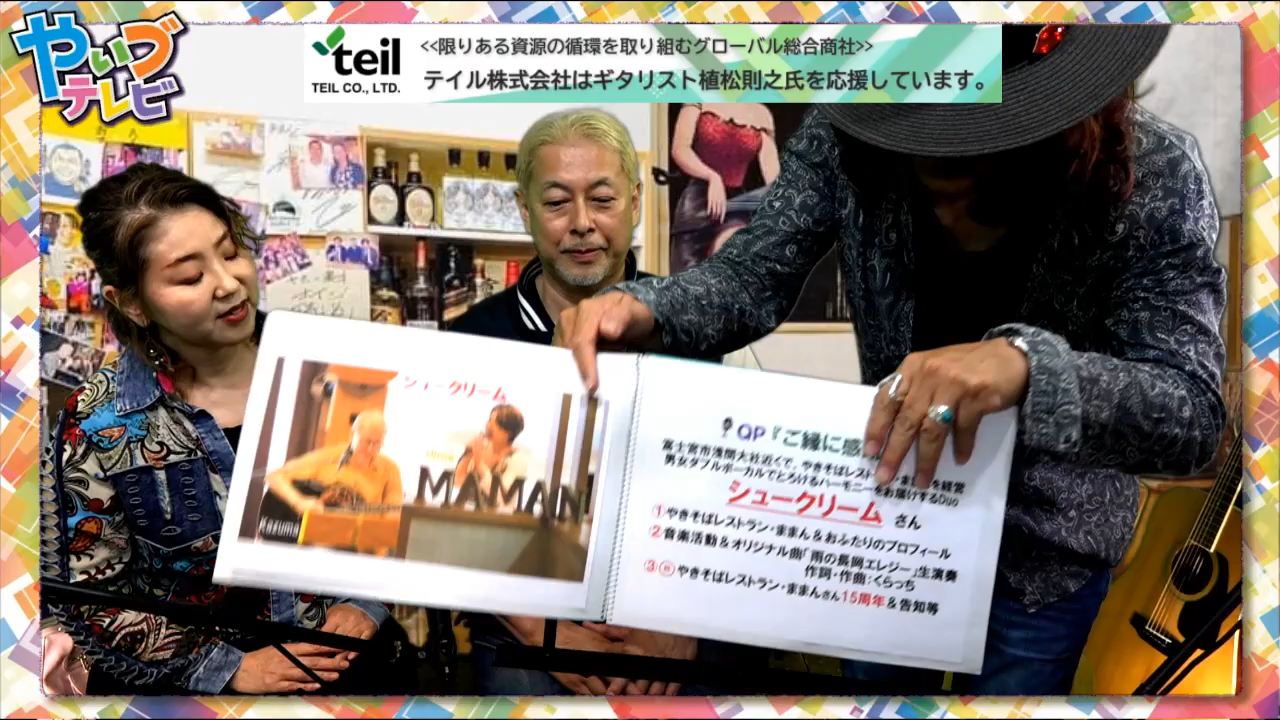 やいづ
テレビ
teil
TEIL CO., LTD.
<<限りある資源の循環を取り組むグローバル総合商社>>
テイル株式会社はギタリスト植松則之氏を応援しています。
シュークリーム
MAMAN
Kazuma
QP『ご縁に感
富士宮市浅間大社近くで、やきそばレスト を経営
男女ダブルボーカルでとろけるハーモニーをお届けするDuo
シュークリーム さん
①やきそばレストラン・ままん&おふたりのプロフィール
②音楽活動&オリジナル曲「雨の長岡エレジー」生演奏
作詞・作曲:くらっち
③ やきそばレストラン・ままんさん15周年&告知等